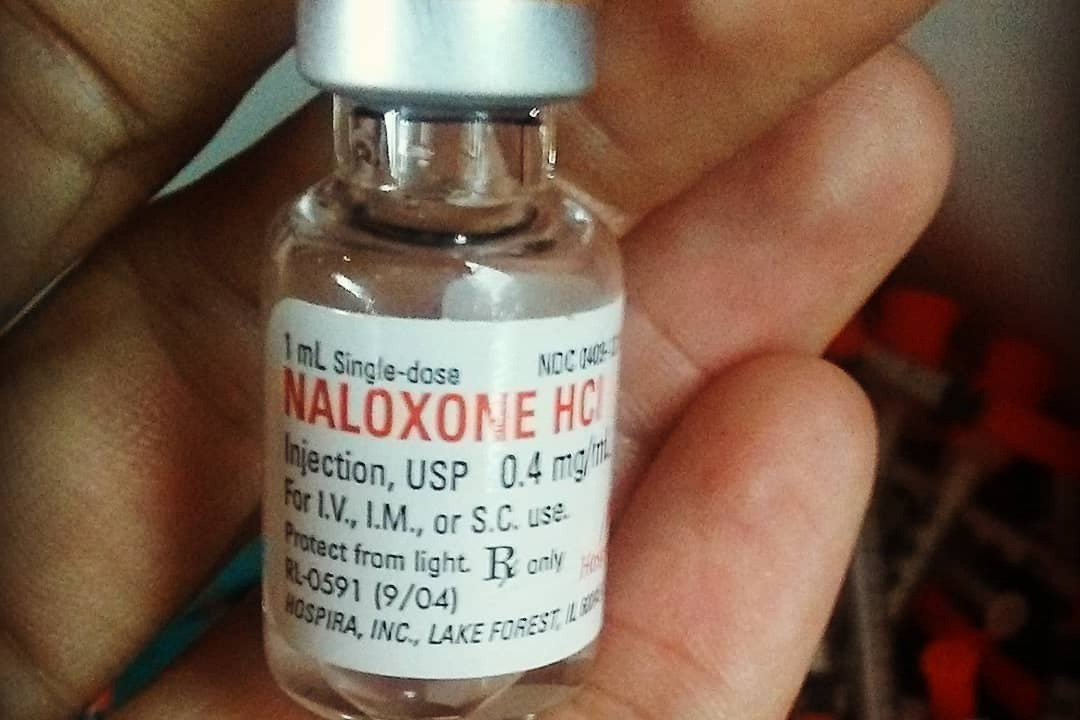 1 mL Single-dose NDC 0409-
NALOXONE HCl
Injection, USP 0.4 mg/mL
For I.V., I.M., or S.C. use.
Protect from light. Rx only
RL-0591 (9/04)
HOSPIRA, INC., LAKE FOREST, IL